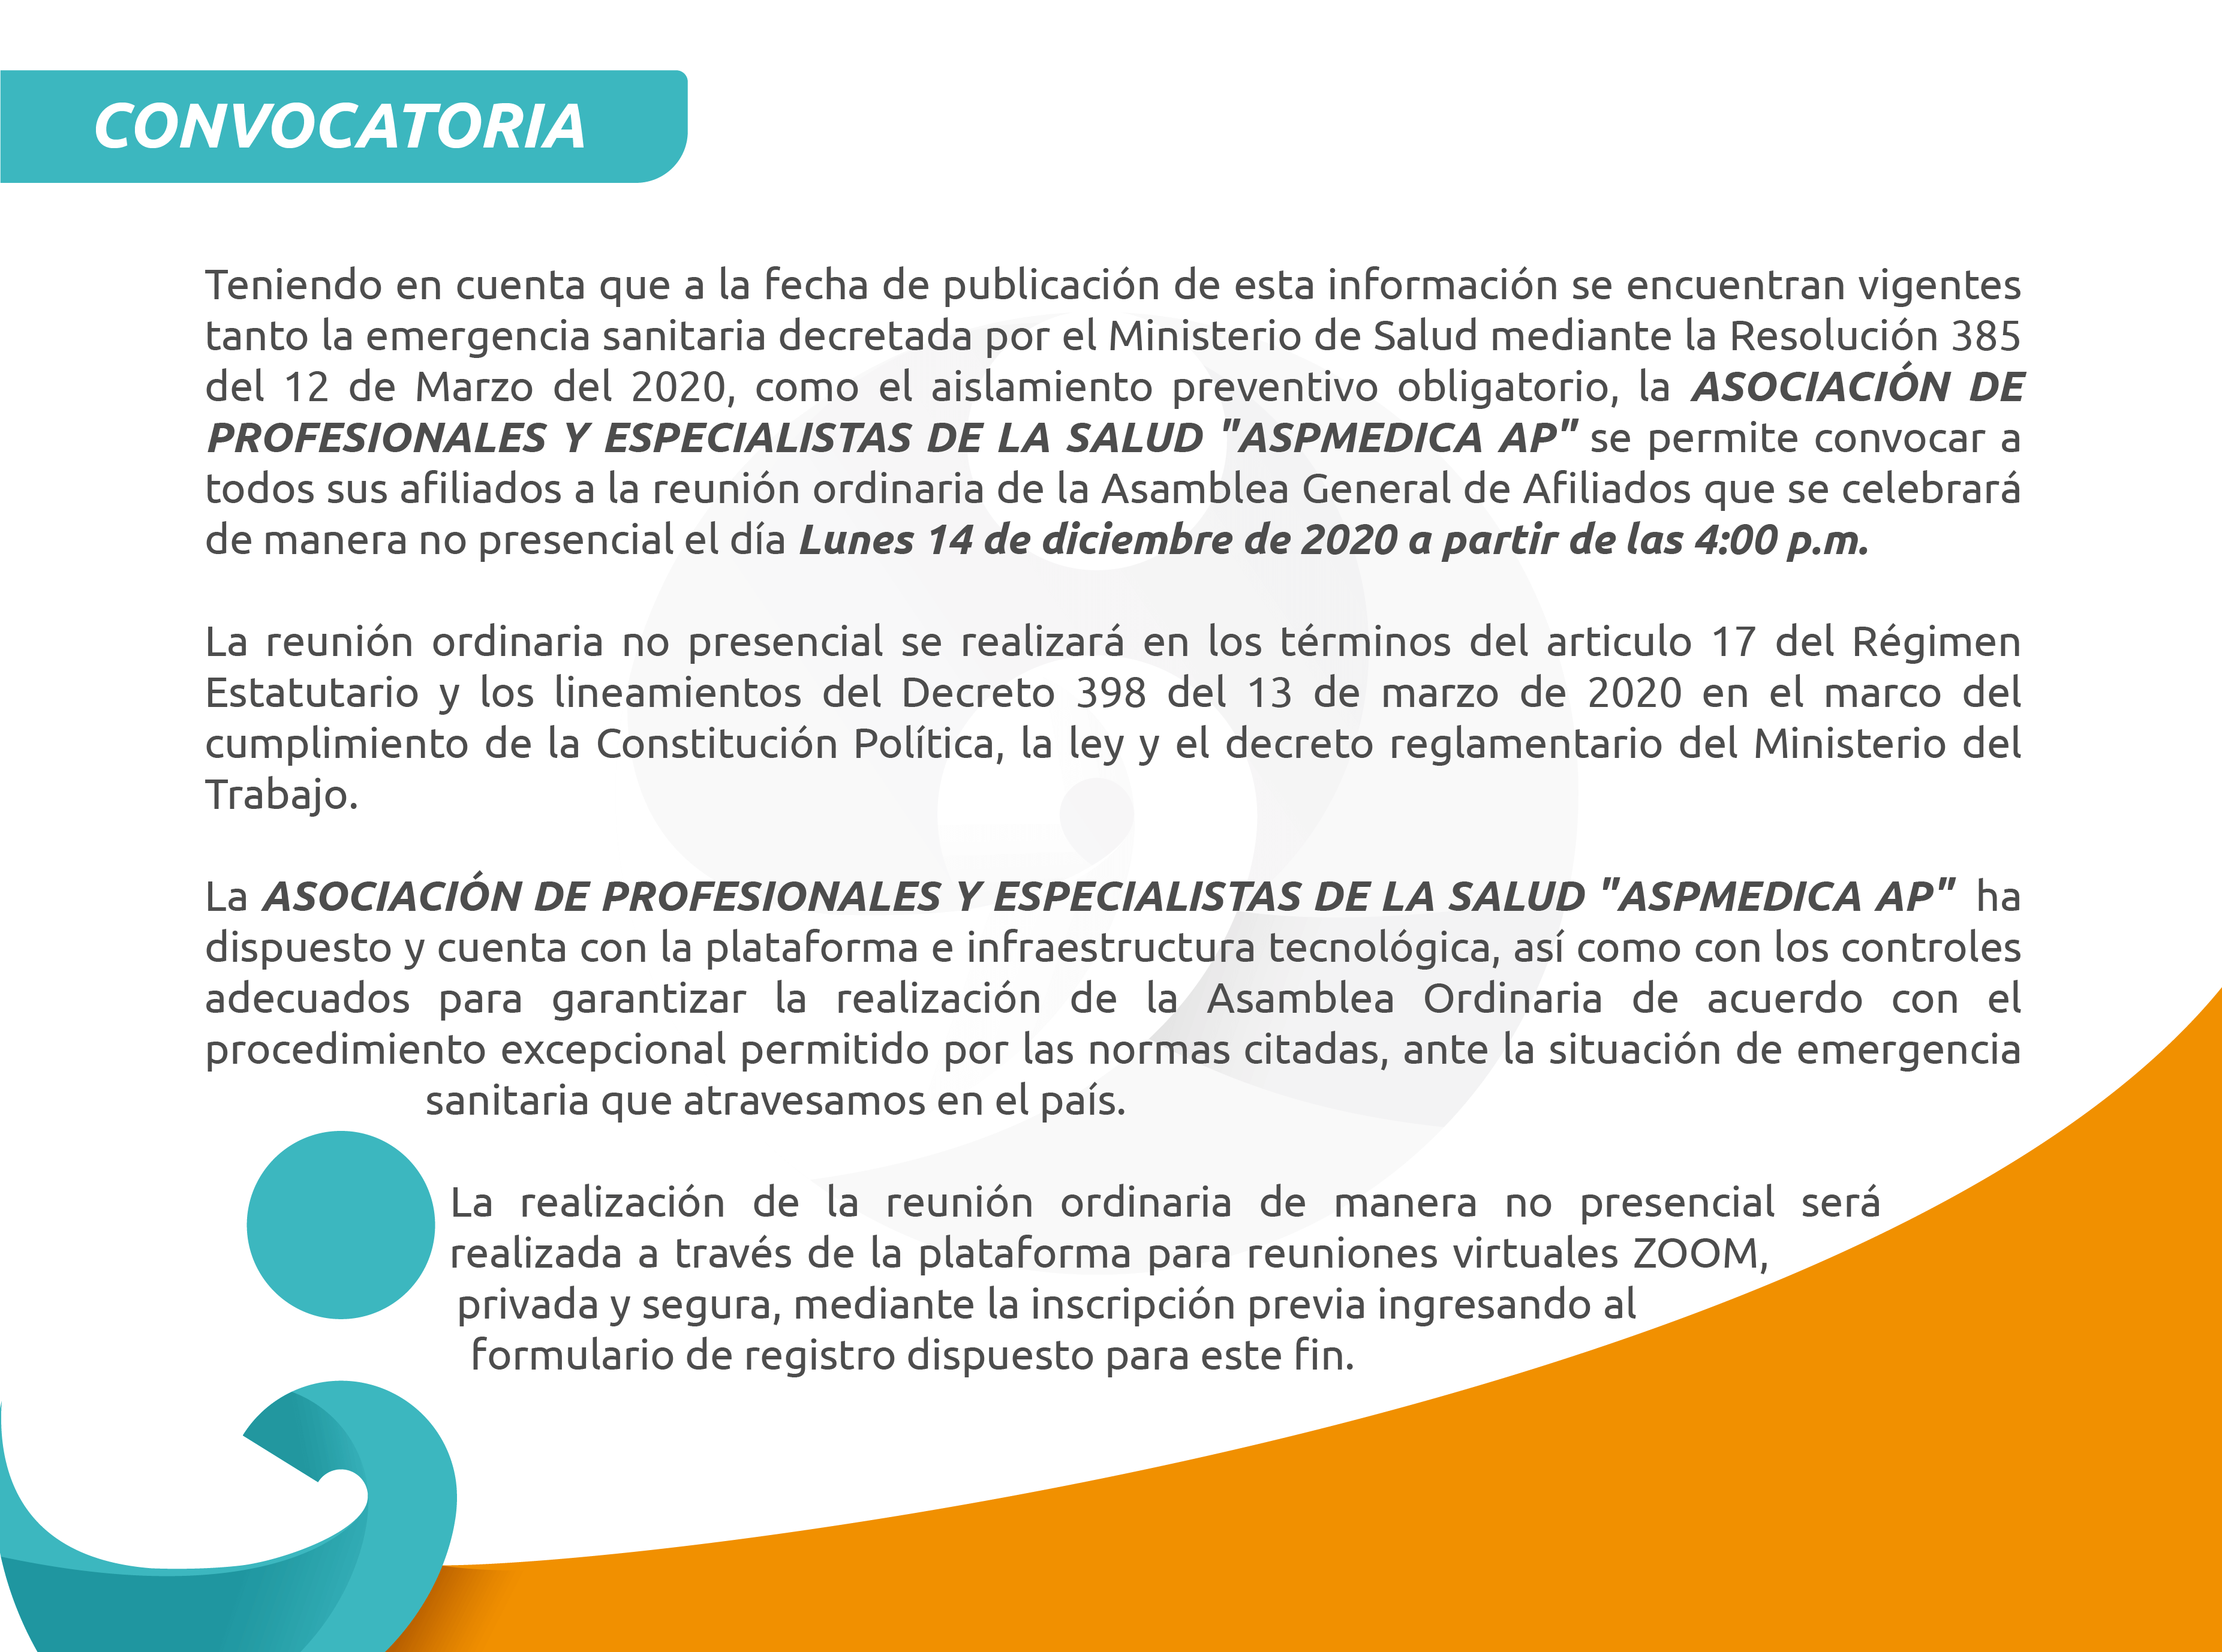 CONVOCATORIA
Teniendo en cuenta que a la fecha de publicación de esta información se encuentran vigentes
tanto la emergencia sanitaria decretada por el Ministerio de Salud mediante la Resolución 385
del 12 de Marzo del 2020, como el aislamiento preventivo obligatorio, la ASOCIACIÓN DE
PROFESIONALES Y ESPECIALISTAS DE LA SALUD "ASPMEDICA AP" se permite convocar a
todos sus afiliados a la reunión ordinaria de la Asamblea General de Afiliados que se celebrará
de manera no presencial el día Lunes 14 de diciembre de 2020 a partir de las 4:00 p.m.
La reunión ordinaria no presencial se realizará en los términos del articulo 17 del Régimen
Estatutario y los lineamientos del Decreto 398 del 13 de marzo de 2020 en el marco del
cumplimiento de la Constitución Política, la ley y el decreto reglamentario del Ministerio del
Trabajo.
La ASOCIACIÓN DE PROFESIONALES Y ESPECIALISTAS DE LA SALUD "ASPMEDICA AP" ha
dispuesto y cuenta con la plataforma e infraestructura tecnológica, así como con los controles
adecuados para garantizar la realización de la Asamblea Ordinaria de acuerdo con el
procedimiento excepcional permitido por las normas citadas, ante la situación de emergencia
sanitaria que atravesamos en el país.
La realización de la reunión ordinaria de manera no presencial será
realizada a través de la plataforma para reuniones virtuales ZOOM,
privada y segura, mediante la inscripción previa ingresando al
formulario de registro dispuesto para este fin.